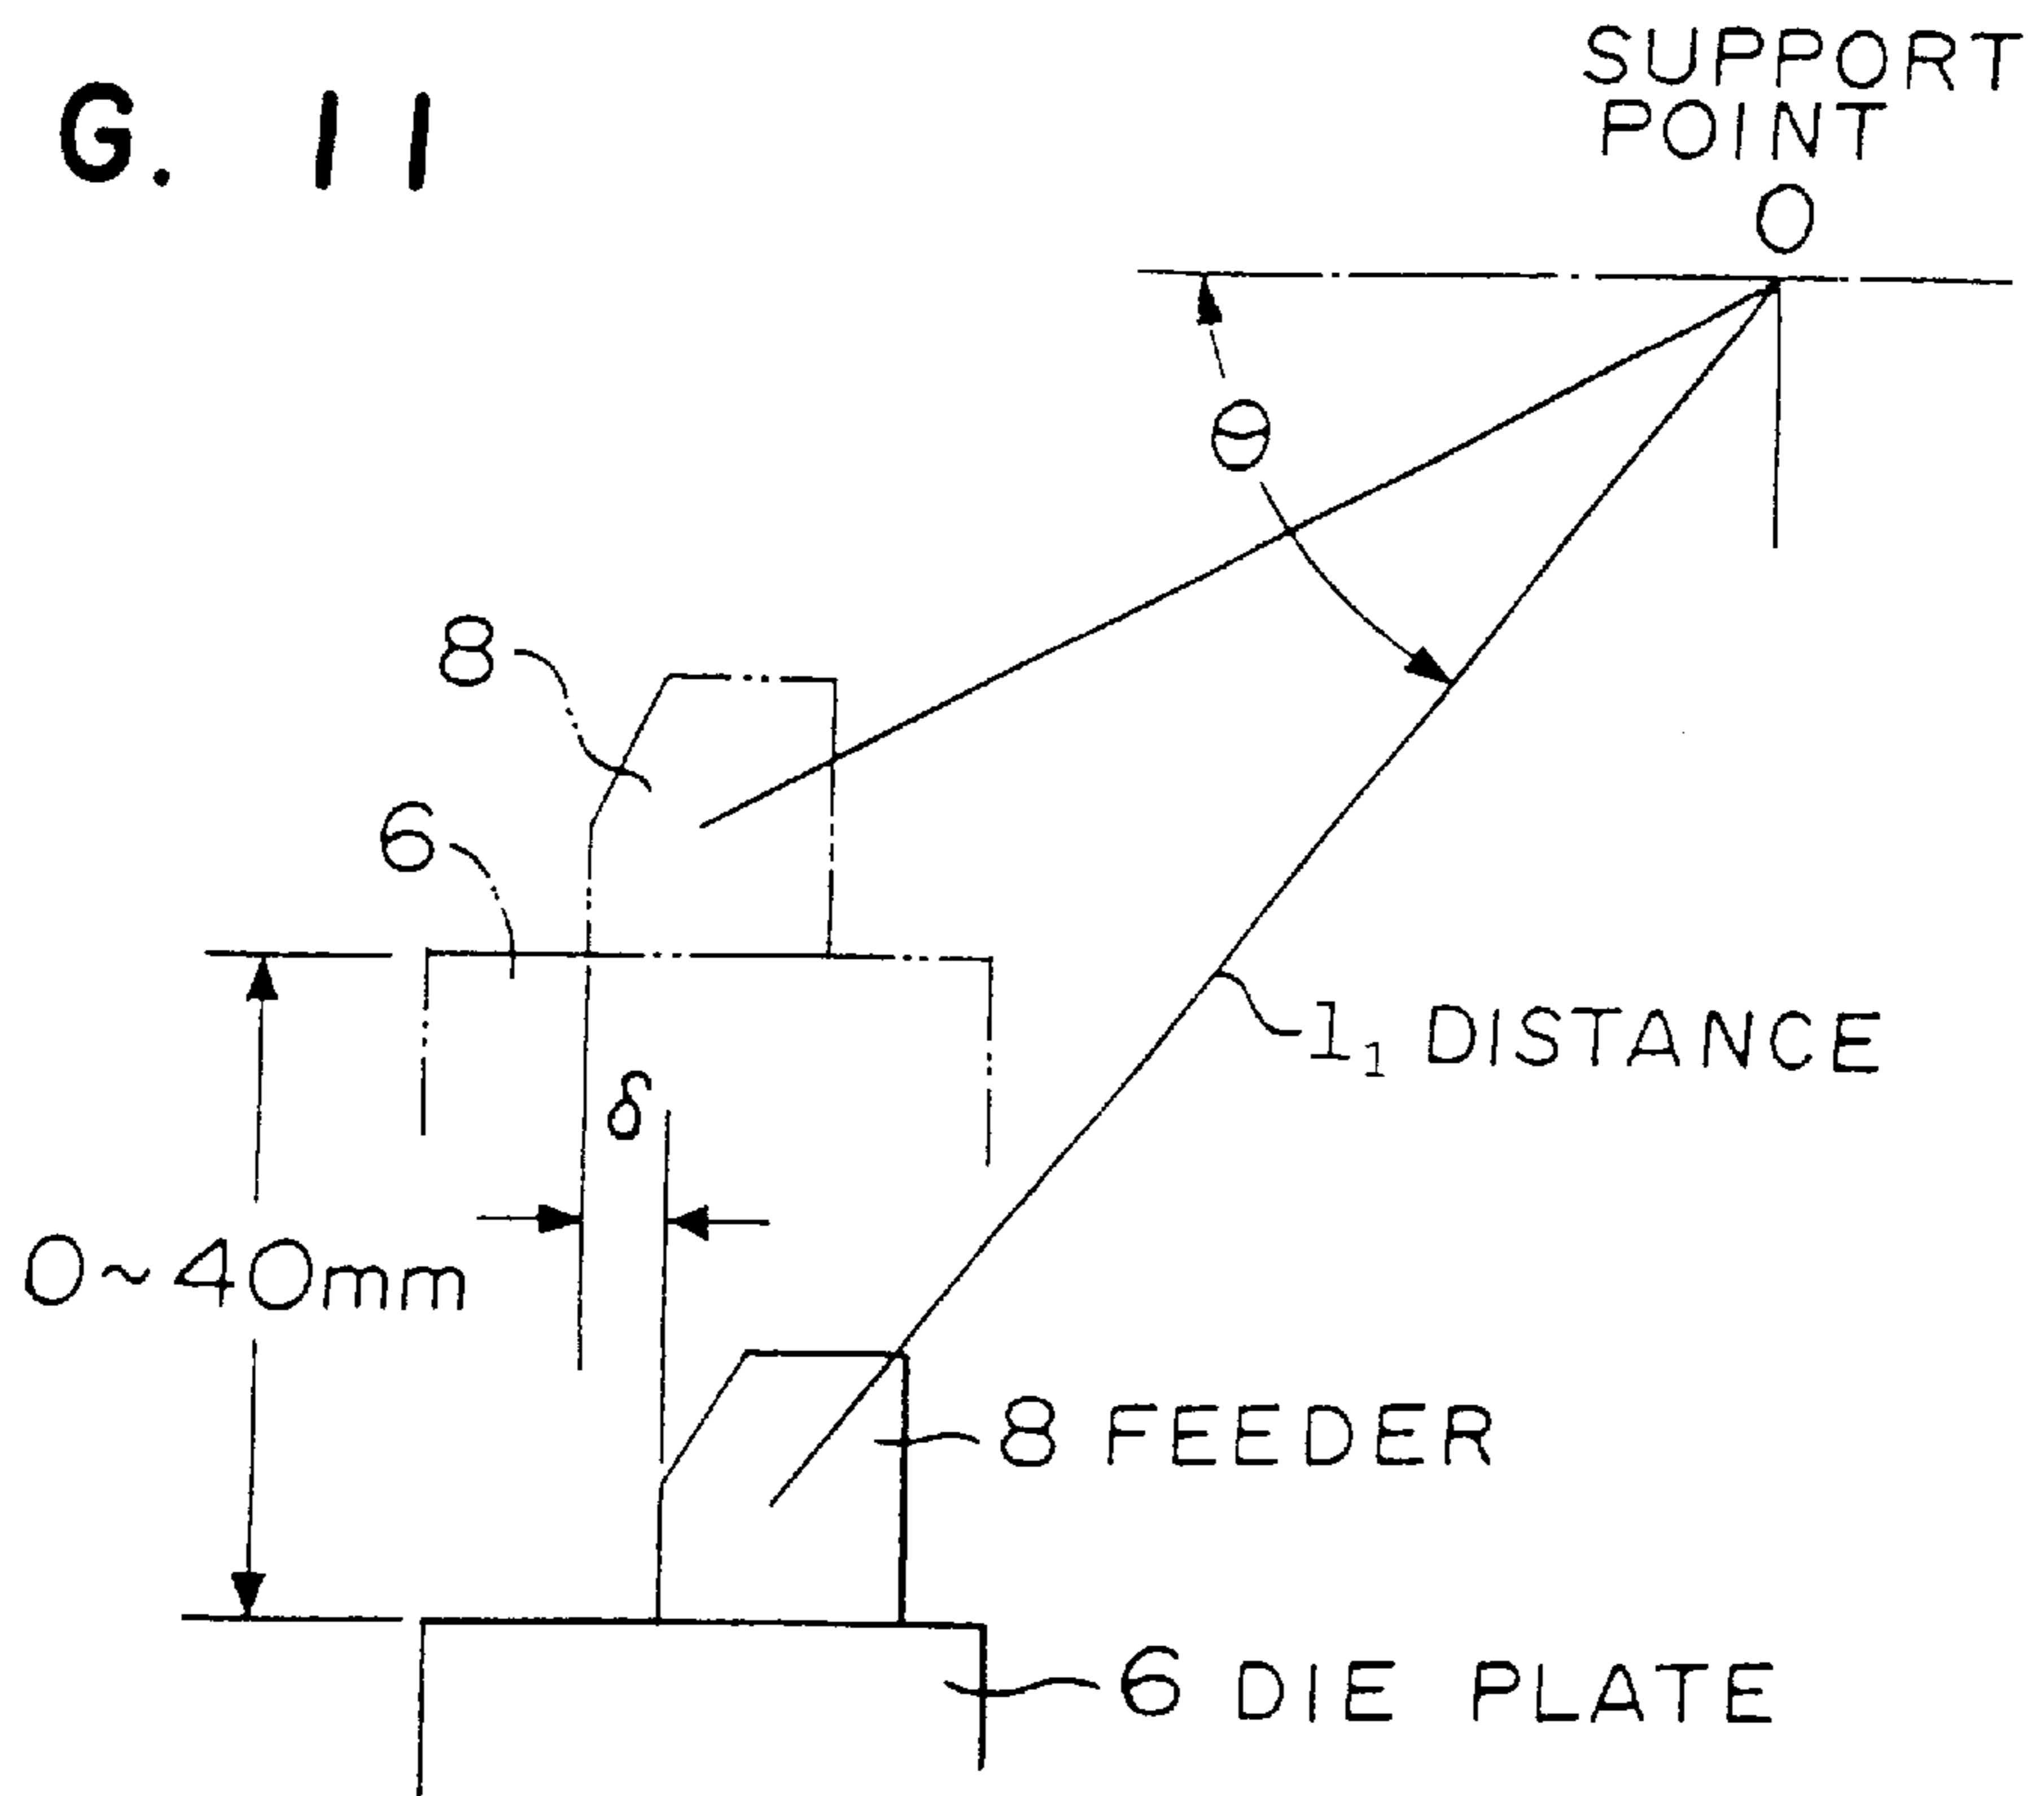 G. 11
SUPPORT
POINT
O
θ
8
6
l₁ DISTANCE
δ
0~40mm
8 FEEDER
6 DIE PLATE